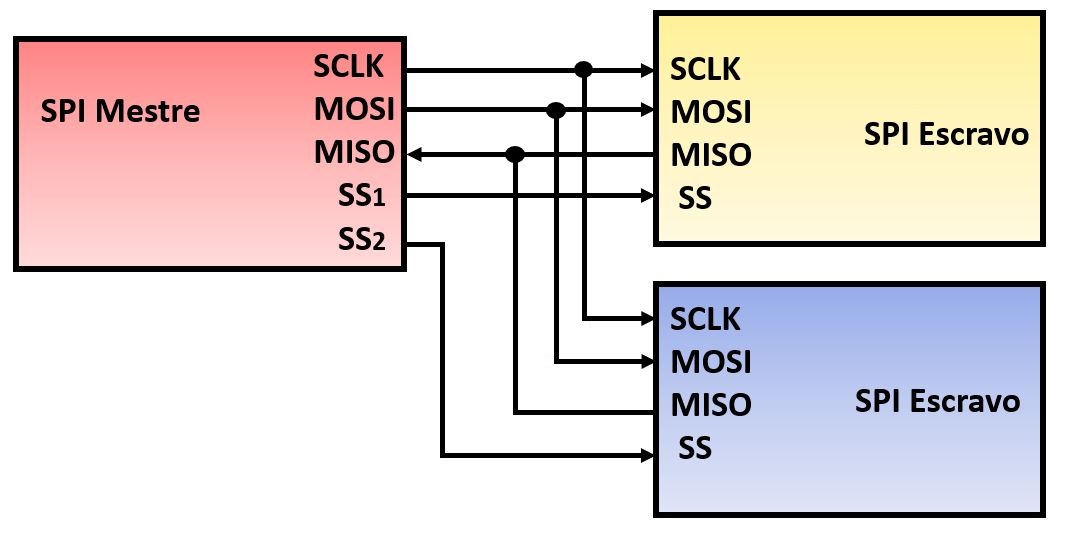 SPI Mestre
SCLK
MOSI
MISO
SS1
SS2
SCLK
MOSI
MISO
SS
SPI Escravo
SCLK
MOSI
MISO
SS
SPI Escravo